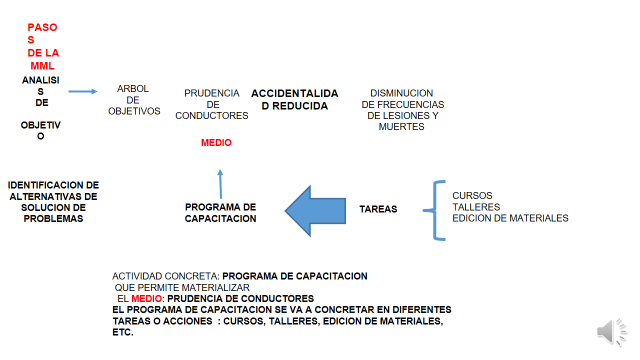 PASO
S
DE LA
MML
ANALISI
S
DE
OBJETIV
O
ARBOL
DE
OBJETIVOS
PRUDENCIA
DE
CONDUCTORES
MEDIO
ACCIDENTALIDA
D REDUCIDA
DISMINUCION
DE FRECUENCIAS
DE LESIONES Y
MUERTES
IDENTIFICACION DE
ALTERNATIVAS DE
SOLUCION DE
PROBLEMAS
PROGRAMA DE
CAPACITACION
TAREAS
CURSOS
TALLERES
EDICION DE MATERIALES
ACTIVIDAD CONCRETA: PROGRAMA DE CAPACITACION
QUE PERMITE MATERIALIZAR
EL MEDIO: PRUDENCIA DE CONDUCTORES
EL PROGRAMA DE CAPACITACION SE VA A CONCRETAR EN DIFERENTES
TAREAS O ACCIONES : CURSOS, TALLERES, EDICION DE MATERIALES,
ETC.